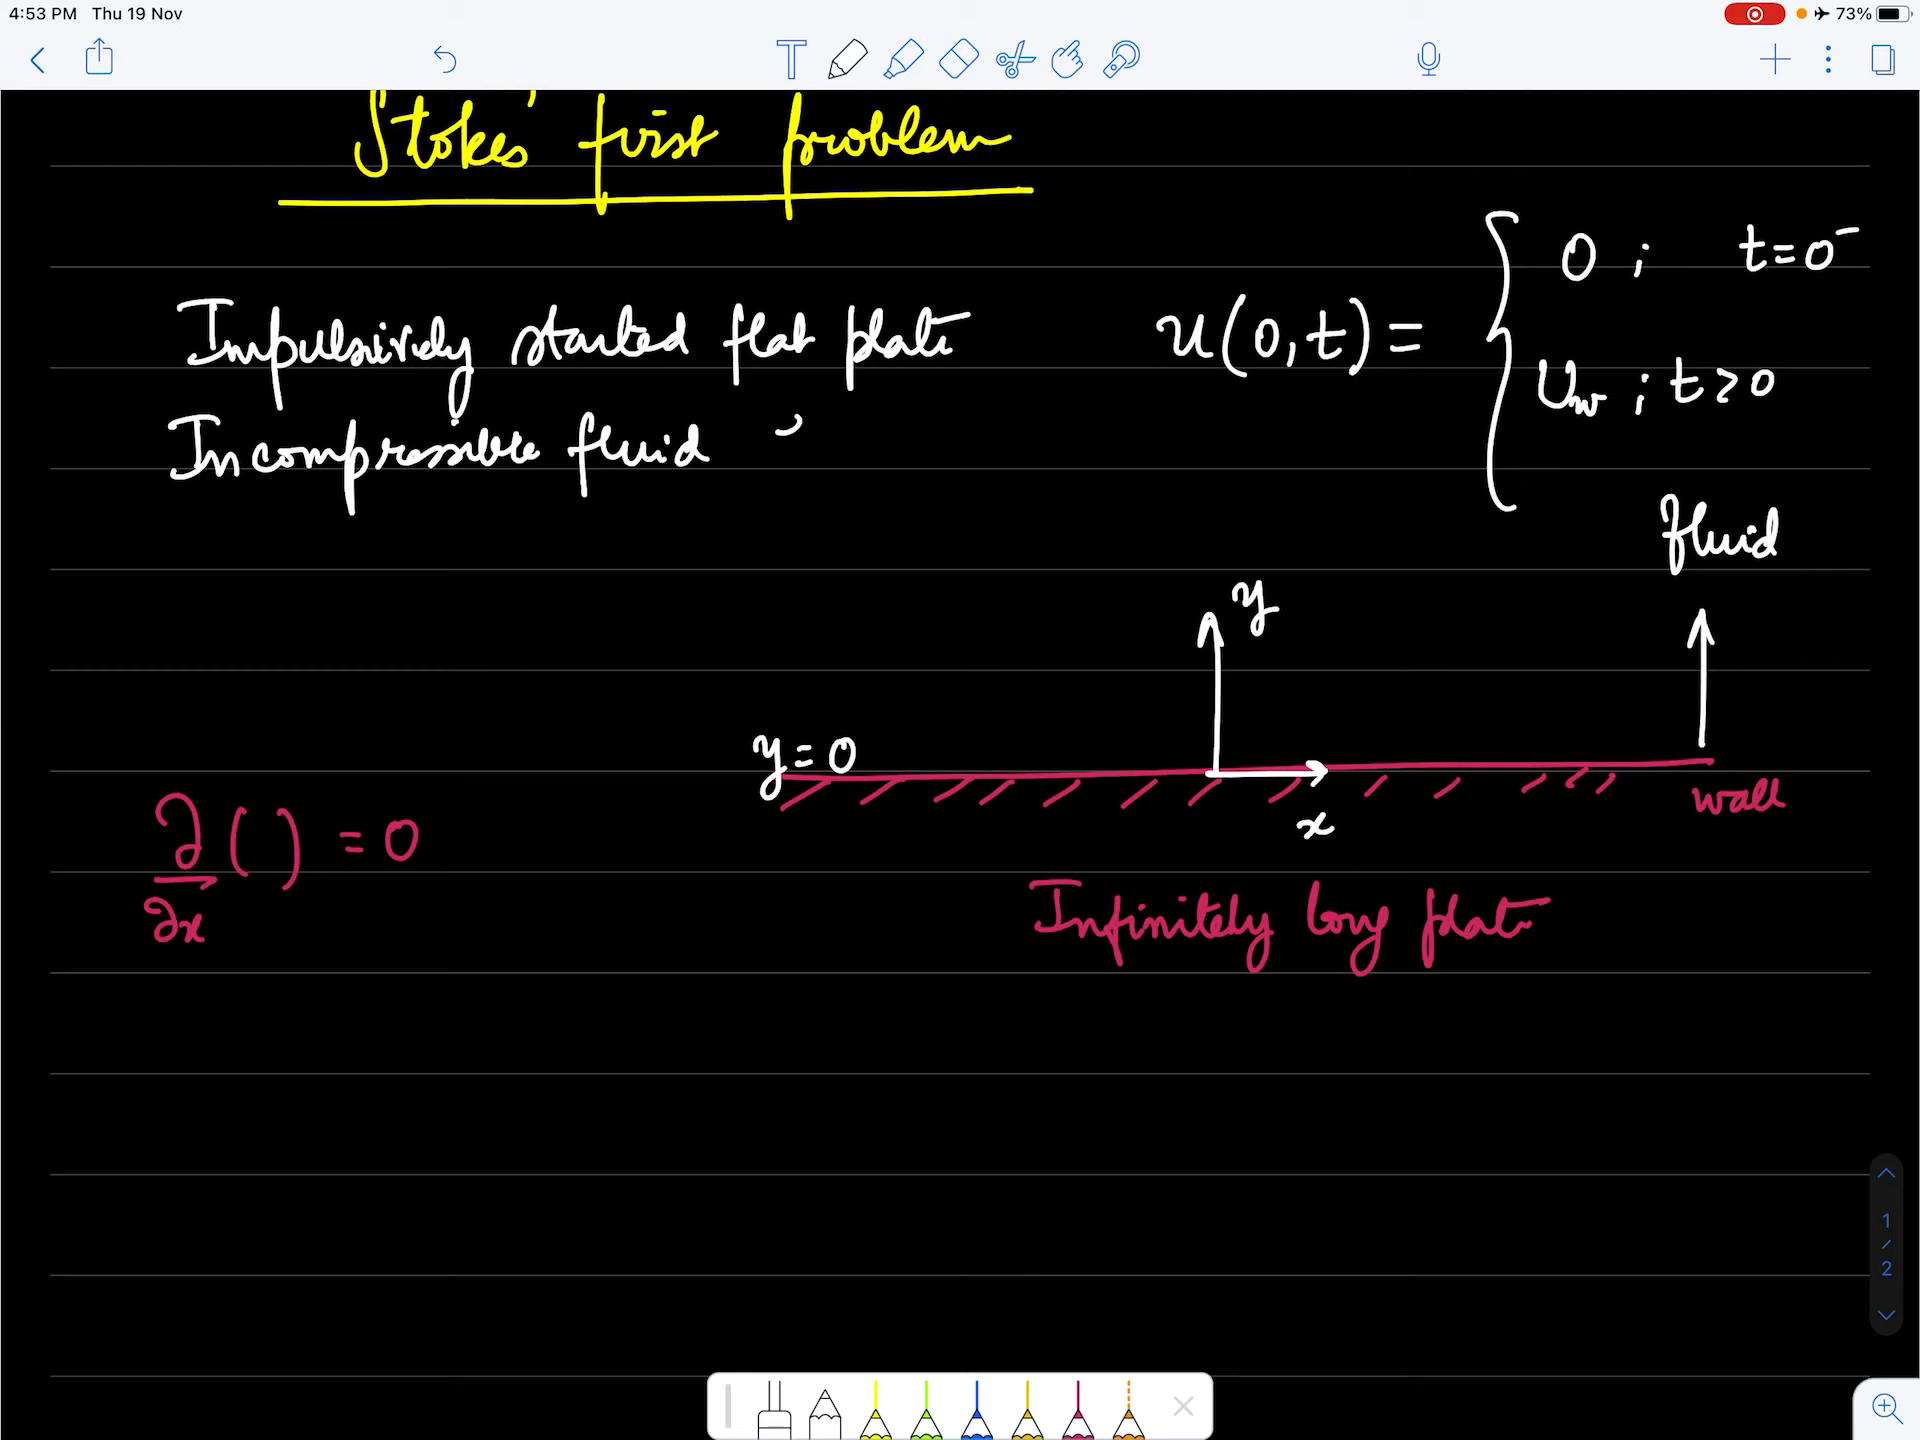 4:53 PM Thu 19 Nov
73%
Stokes' first problem
Impulsively started flat plate
Incompressible fluid
u(0,t) = { 0 ; t=0⁻
U_w ; t>0
fluid
y
y=0
x
wall
∂/∂x ( ) = 0
Infinitely long plate
1
/
2